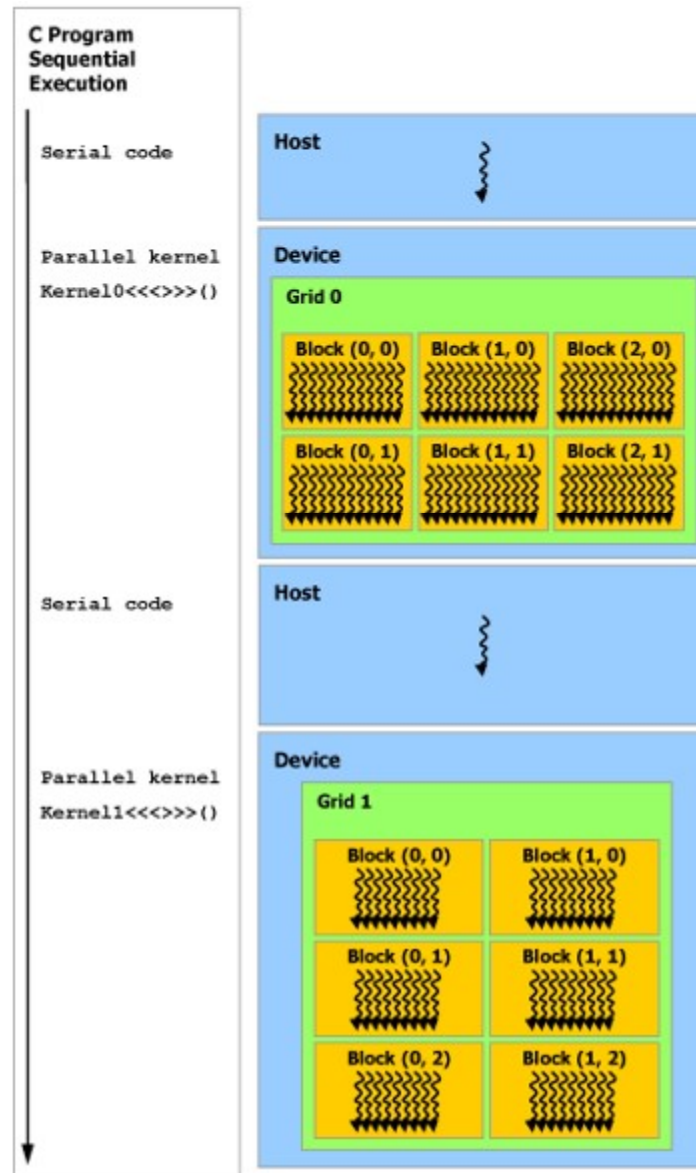 C Program
Sequential
Execution
Serial code
Host
Parallel kernel
Kernel0<<<>>>()
Device
Grid 0
Block (0, 0)
Block (1, 0)
Block (2, 0)
Block (0, 1)
Block (1, 1)
Block (2, 1)
Serial code
Host
Parallel kernel
Kernel1<<<>>>()
Device
Grid 1
Block (0, 0)
Block (1, 0)
Block (0, 1)
Block (1, 1)
Block (0, 2)
Block (1, 2)